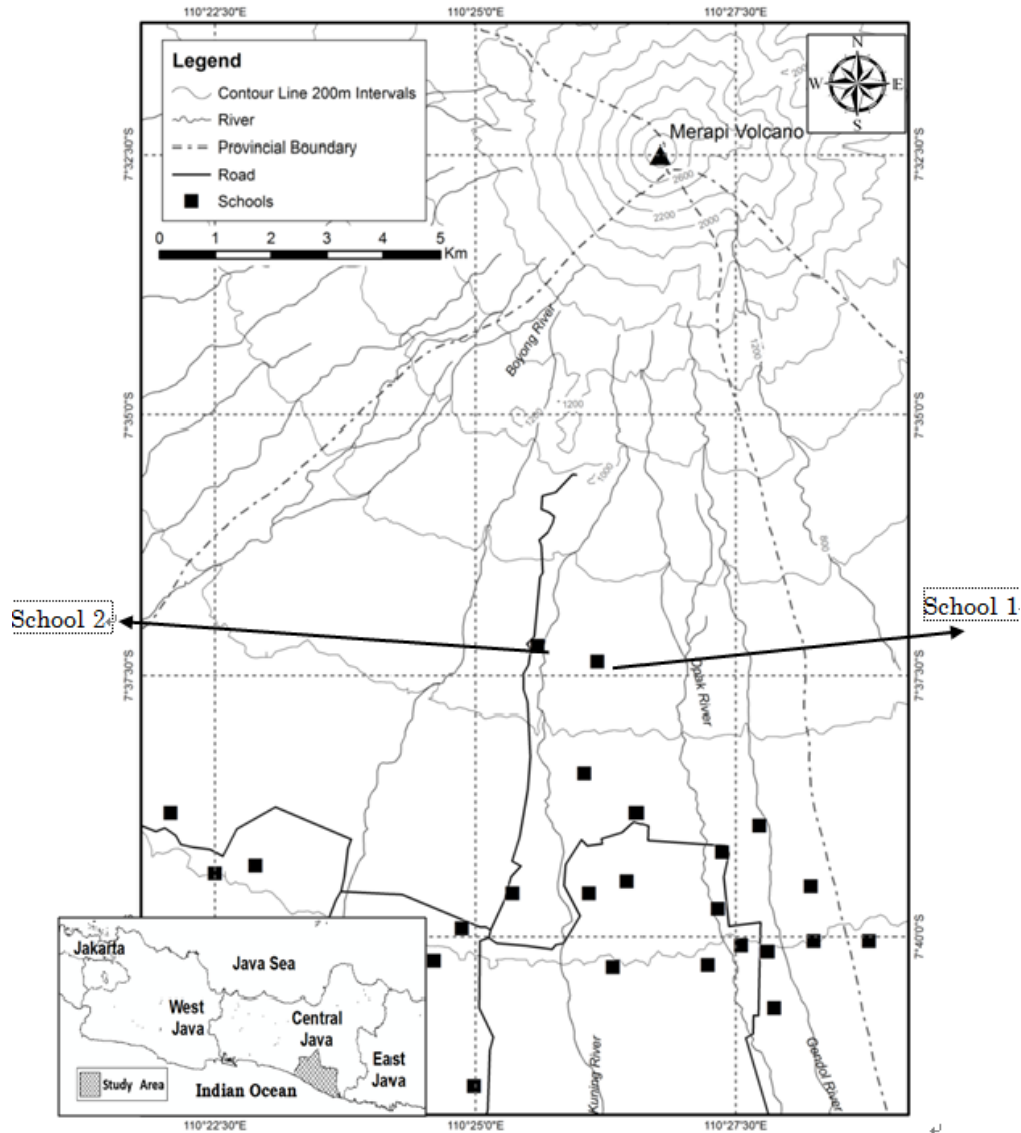 110°22'30"E 110°25'0"E 110°27'30"E
Legend
Contour Line 200m Intervals
River
Provincial Boundary
Road
Schools
0 1 2 3 4 5
Km
N
W E
S
200
Merapi Volcano
7°32'30"S 7°32'30"S
2600
2200
2000
Boyong River
1200
1200
1200
7°35'0"S 7°35'0"S
1000
800
School 2
School 1
7°37'30"S 7°37'30"S
Opak River
7°40'0"S
Jakarta
Java Sea
West
Java
Central
Java
East
Java
Study Area
Indian Ocean
Kuning River
Gendol River
110°22'30"E 110°25'0"E 110°27'30"E